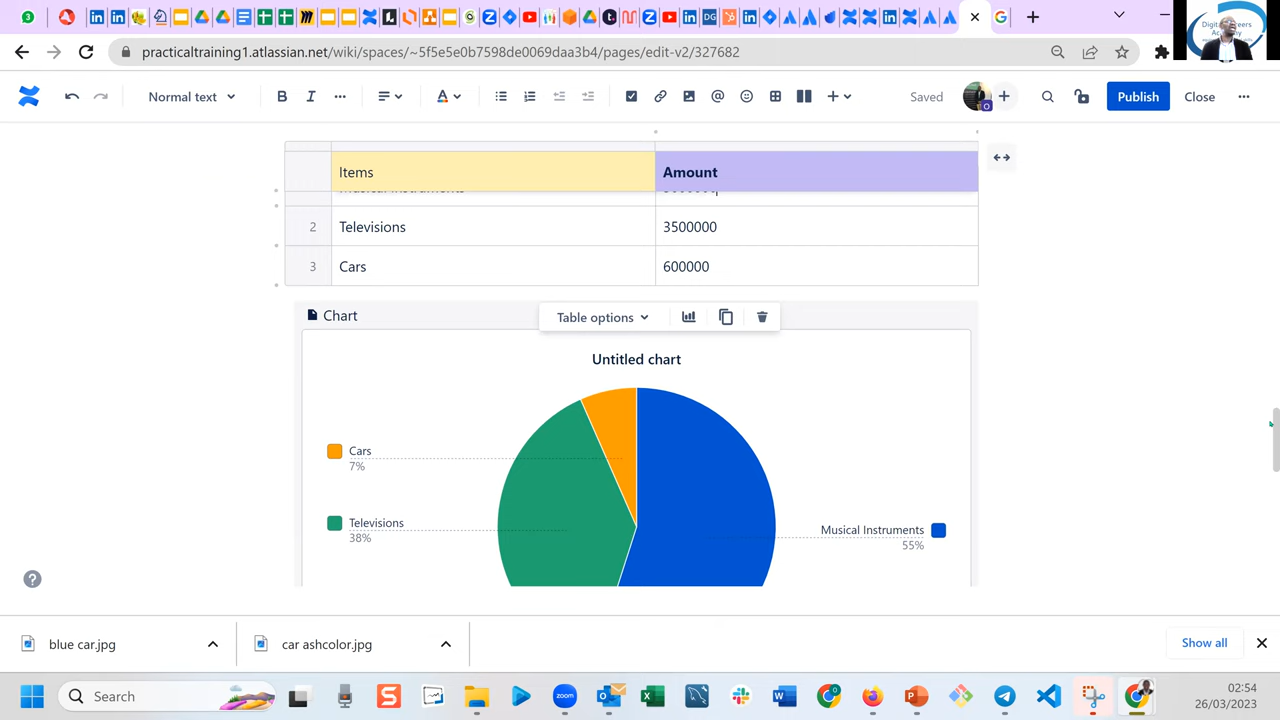 practicaltraining1.atlassian.net/wiki/spaces/~5f5e5e0b7598de0069daa3b4/pages/edit-v2/327682
Normal text
Saved
Publish
Close
Items
Amount
2
Televisions
3500000
3
Cars
600000
Chart
Table options
Untitled chart
Cars
7%
Televisions
38%
Musical Instruments
55%
blue car.jpg
car ashcolor.jpg
Show all
Search
02:54
26/03/2023